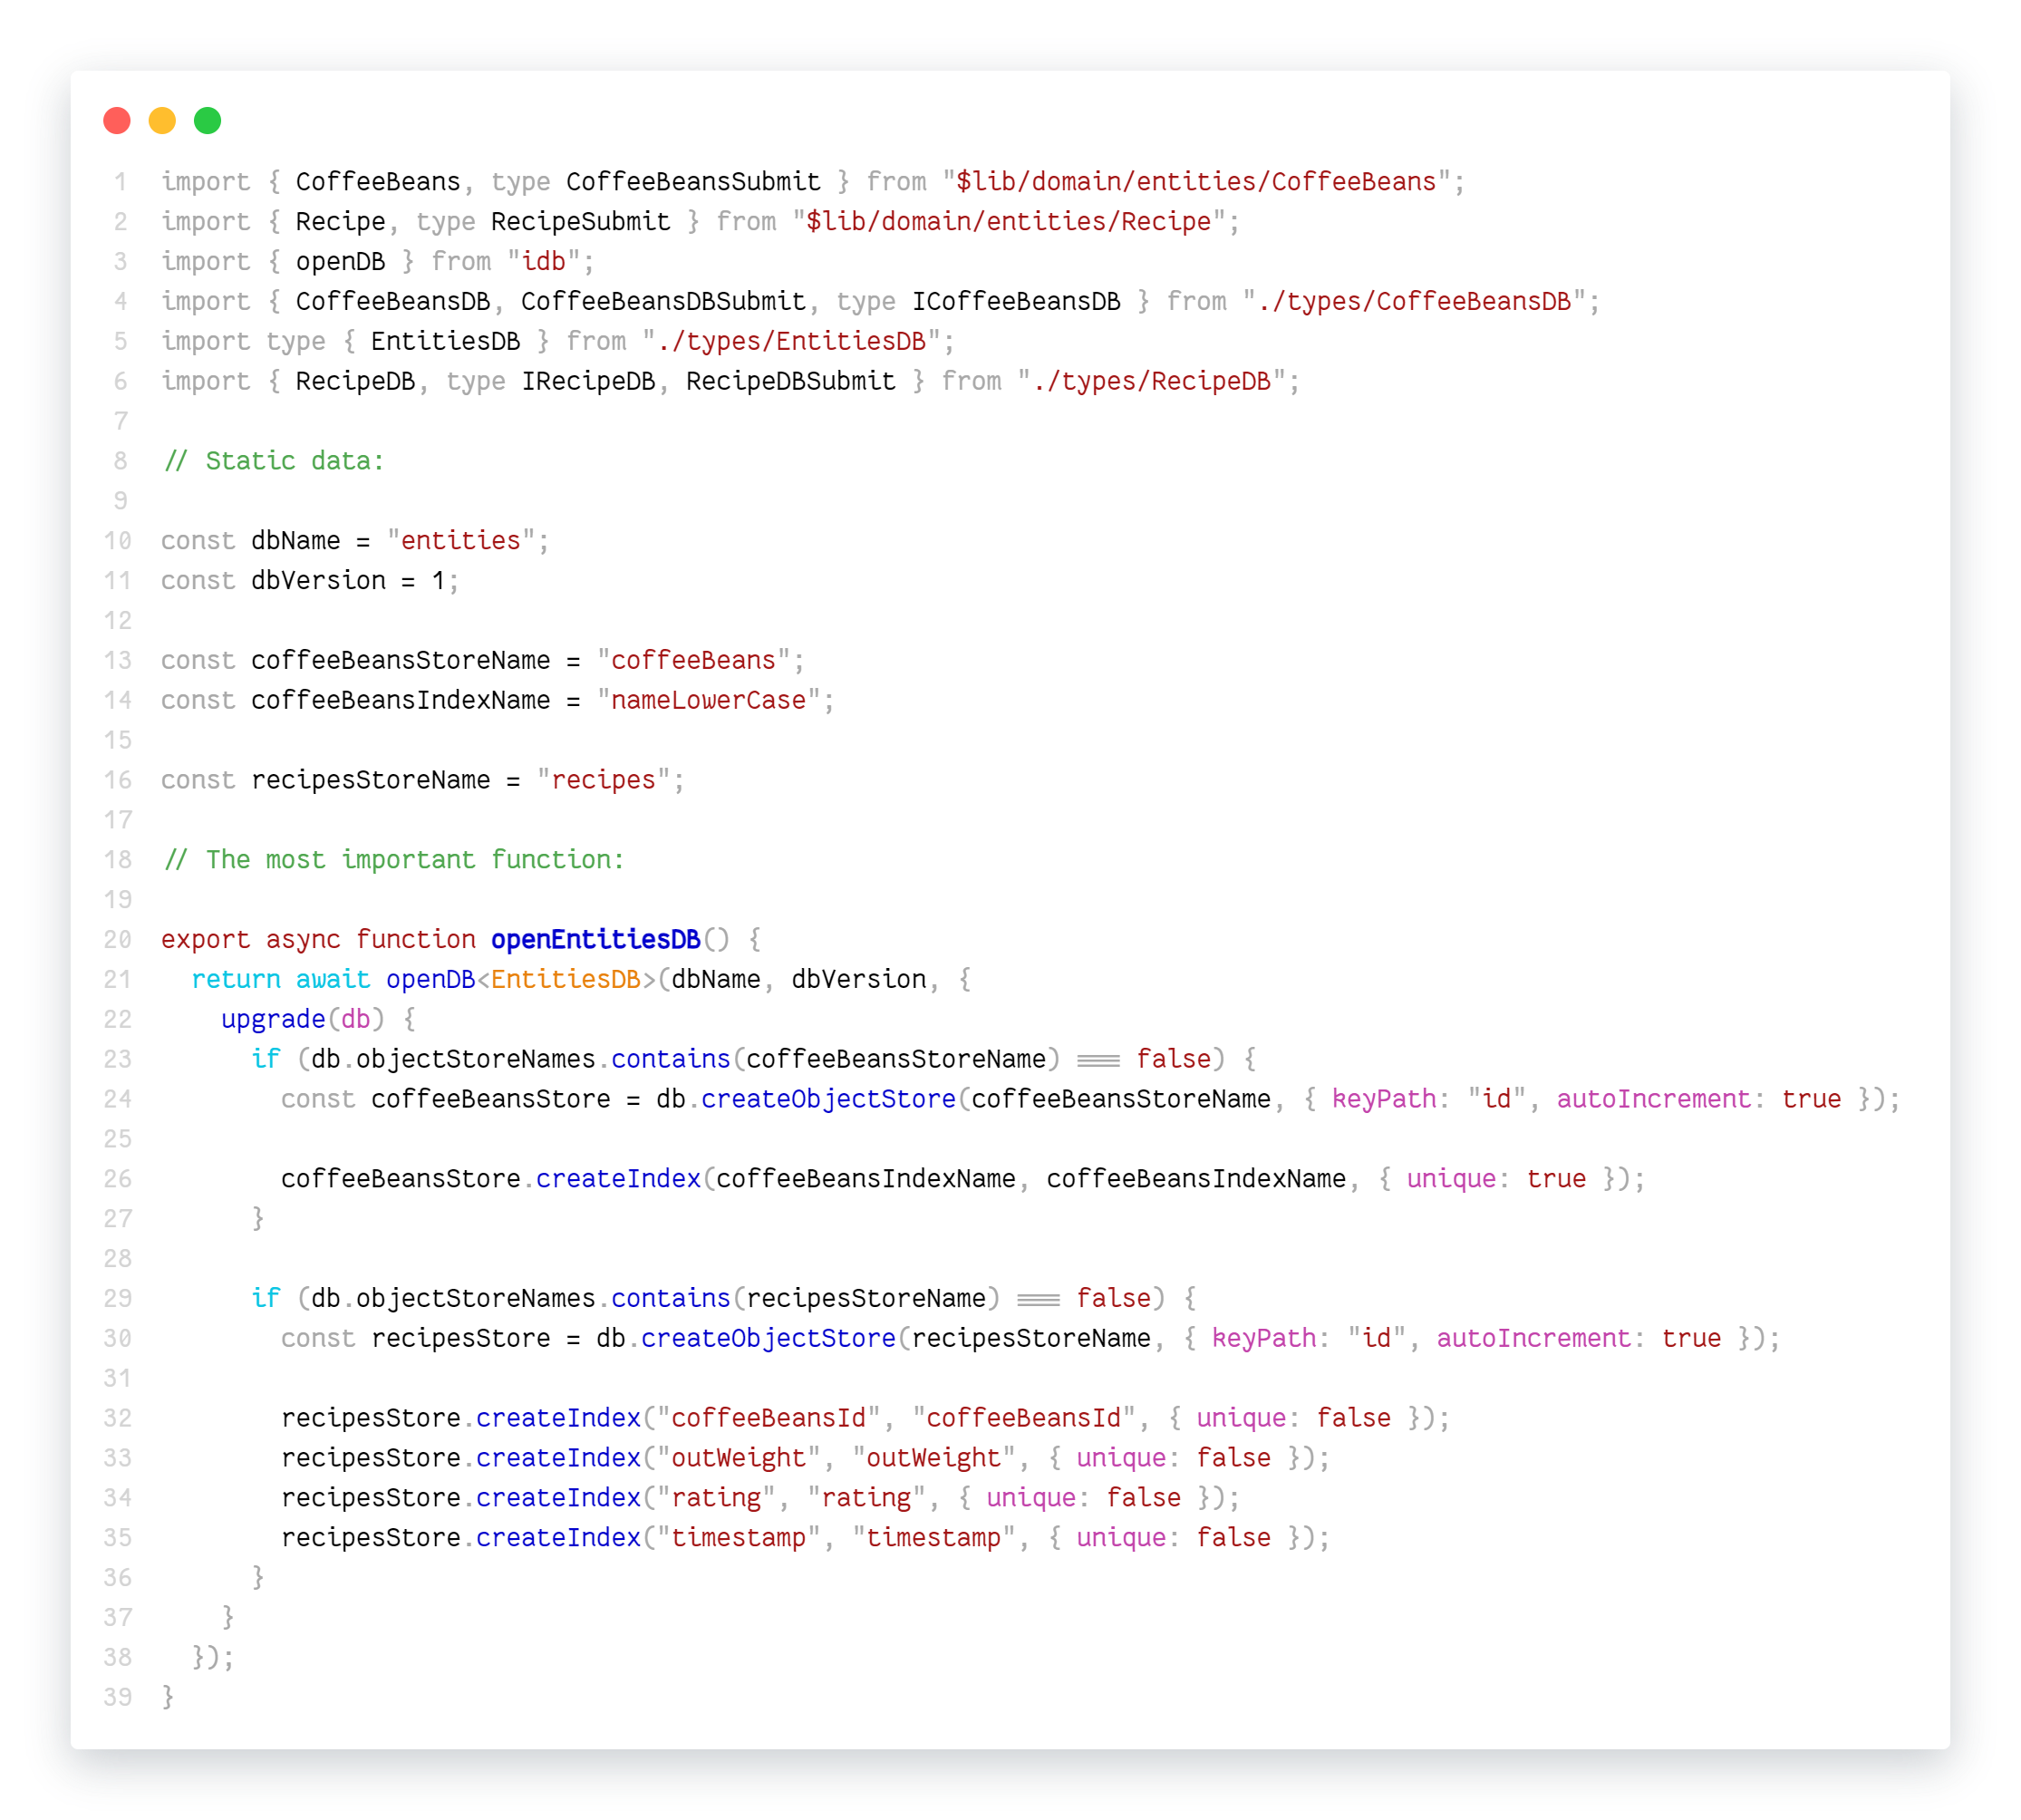 1 import { CoffeeBeans, type CoffeeBeansSubmit } from "$lib/domain/entities/CoffeeBeans";
2 import { Recipe, type RecipeSubmit } from "$lib/domain/entities/Recipe";
3 import { openDB } from "idb";
4 import { CoffeeBeansDB, CoffeeBeansDBSubmit, type ICoffeeBeansDB } from "./types/CoffeeBeansDB";
5 import type { EntitiesDB } from "./types/EntitiesDB";
6 import { RecipeDB, type IRecipeDB, RecipeDBSubmit } from "./types/RecipeDB";
7
8 // Static data:
9
10 const dbName = "entities";
11 const dbVersion = 1;
12
13 const coffeeBeansStoreName = "coffeeBeans";
14 const coffeeBeansIndexName = "nameLowerCase";
15
16 const recipesStoreName = "recipes";
17
18 // The most important function:
19
20 export async function openEntitiesDB() {
21   return await openDB<EntitiesDB>(dbName, dbVersion, {
22     upgrade(db) {
23       if (db.objectStoreNames.contains(coffeeBeansStoreName) === false) {
24         const coffeeBeansStore = db.createObjectStore(coffeeBeansStoreName, { keyPath: "id", autoIncrement: true });
25
26         coffeeBeansStore.createIndex(coffeeBeansIndexName, coffeeBeansIndexName, { unique: true });
27       }
28
29       if (db.objectStoreNames.contains(recipesStoreName) === false) {
30         const recipesStore = db.createObjectStore(recipesStoreName, { keyPath: "id", autoIncrement: true });
31
32         recipesStore.createIndex("coffeeBeansId", "coffeeBeansId", { unique: false });
33         recipesStore.createIndex("outWeight", "outWeight", { unique: false });
34         recipesStore.createIndex("rating", "rating", { unique: false });
35         recipesStore.createIndex("timestamp", "timestamp", { unique: false });
36       }
37     }
38   });
39 }